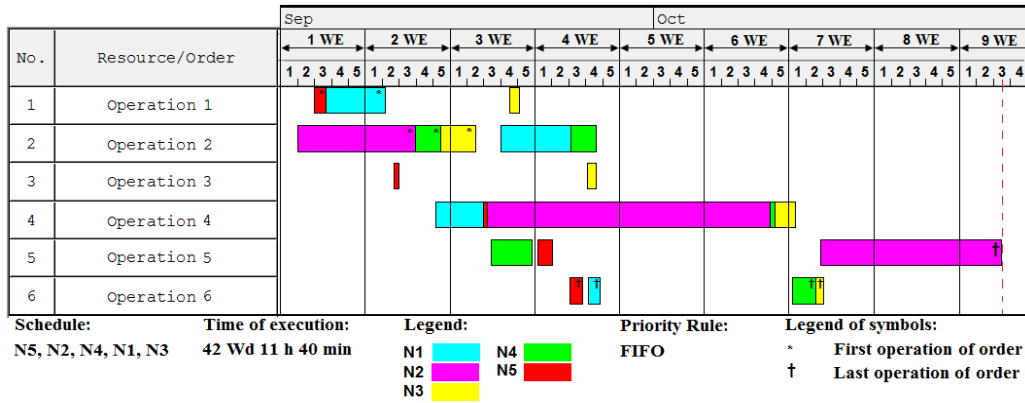 Sep Oct
1 WE 2 WE 3 WE 4 WE 5 WE 6 WE 7 WE 8 WE 9 WE
No. Resource/Order
1 2 3 4 5 1 2 3 4 5 1 2 3 4 5 1 2 3 4 5 1 2 3 4 5 1 2 3 4 5 1 2 3 4 5 1 2 3 4 5 1 2 3 4
1 Operation 1 * *
2 Operation 2 * * *
3 Operation 3
4 Operation 4
5 Operation 5 †
6 Operation 6 † † † †
Schedule: Time of execution: Legend: Priority Rule: Legend of symbols:
N5, N2, N4, N1, N3 42 Wd 11 h 40 min N1 N4 FIFO * First operation of order
N2 N5 † Last operation of order
N3